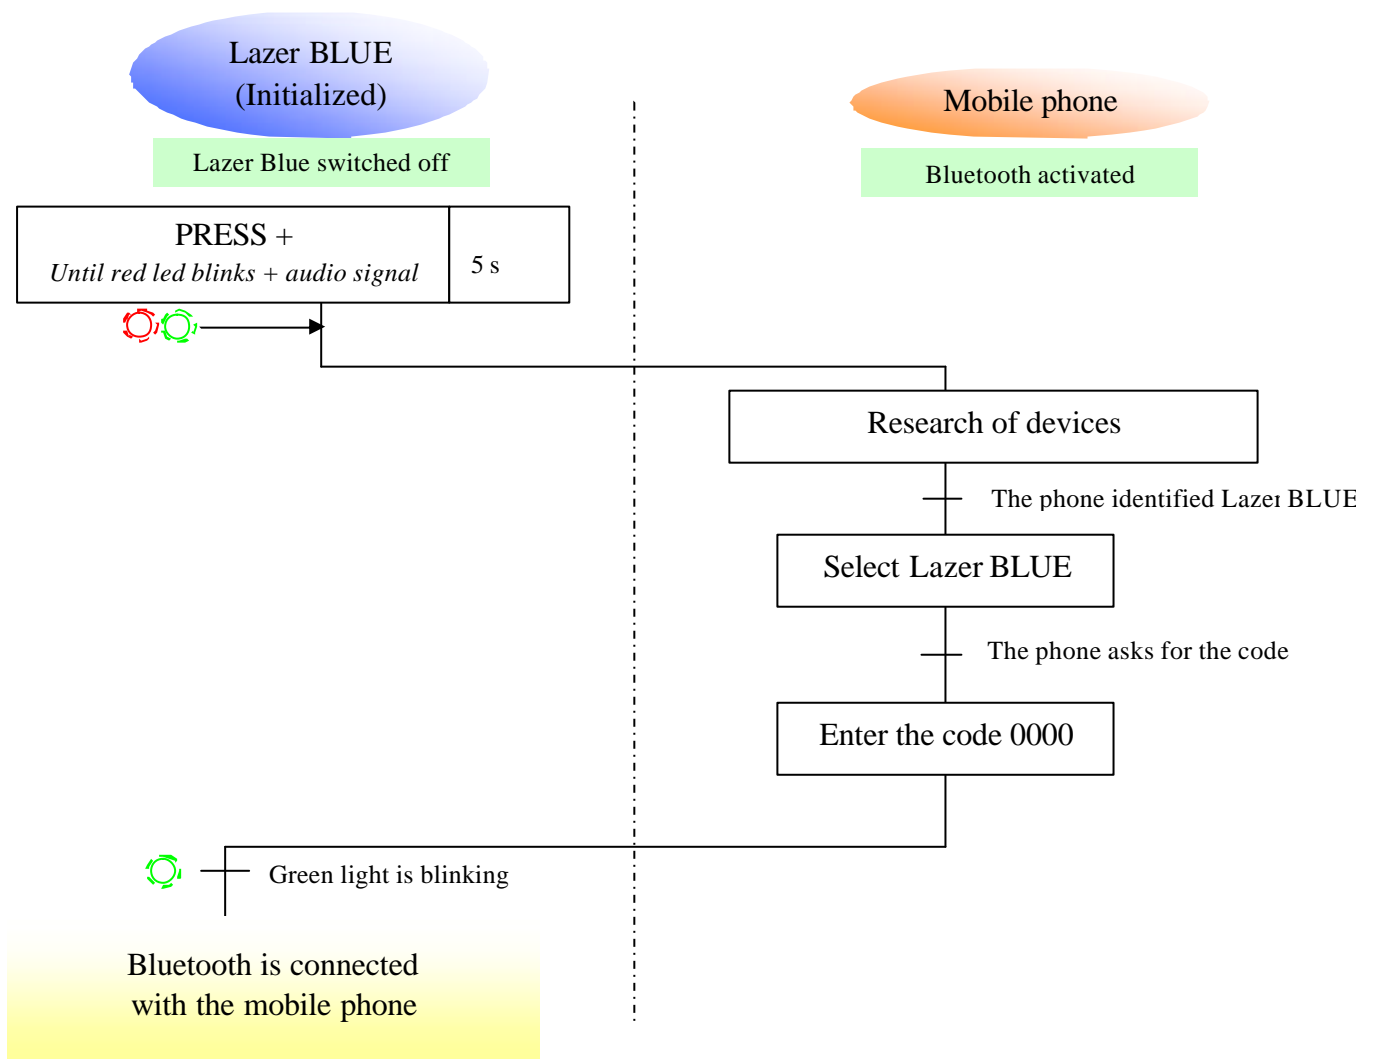 Lazer BLUE
(Initialized)
Lazer Blue switched off
Mobile phone
Bluetooth activated
PRESS +
Until red led blinks + audio signal
5 s
Research of devices
The phone identified Lazer BLUE
Select Lazer BLUE
The phone asks for the code
Enter the code 0000
Green light is blinking
Bluetooth is connected
with the mobile phone